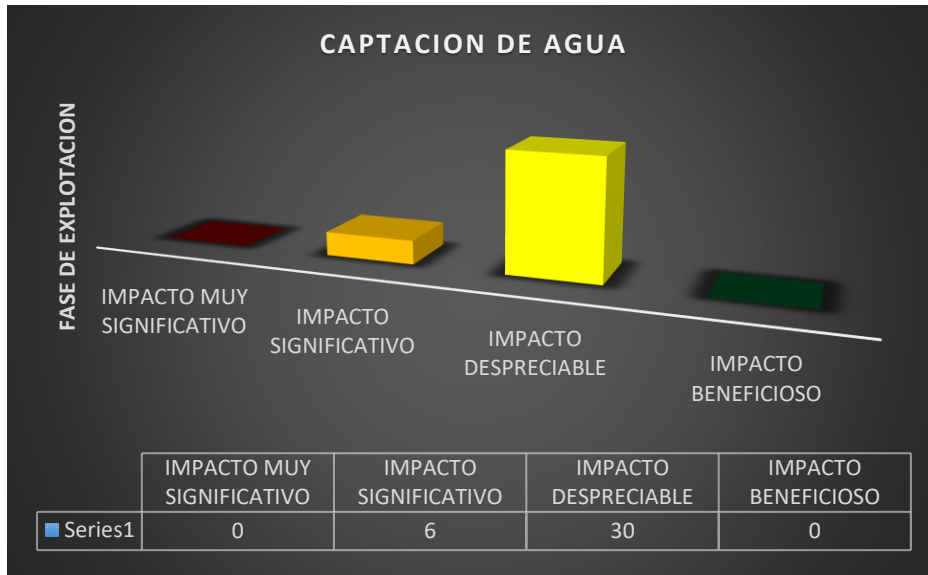 CAPTACION DE AGUA
FASE DE EXPLOTACION
IMPACTO MUY
SIGNIFICATIVO
IMPACTO
SIGNIFICATIVO
IMPACTO
DESPRECIABLE
IMPACTO
BENEFICIOSO
IMPACTO MUY
SIGNIFICATIVO
IMPACTO
SIGNIFICATIVO
IMPACTO
DESPRECIABLE
IMPACTO
BENEFICIOSO
Series1 0 6 30 0